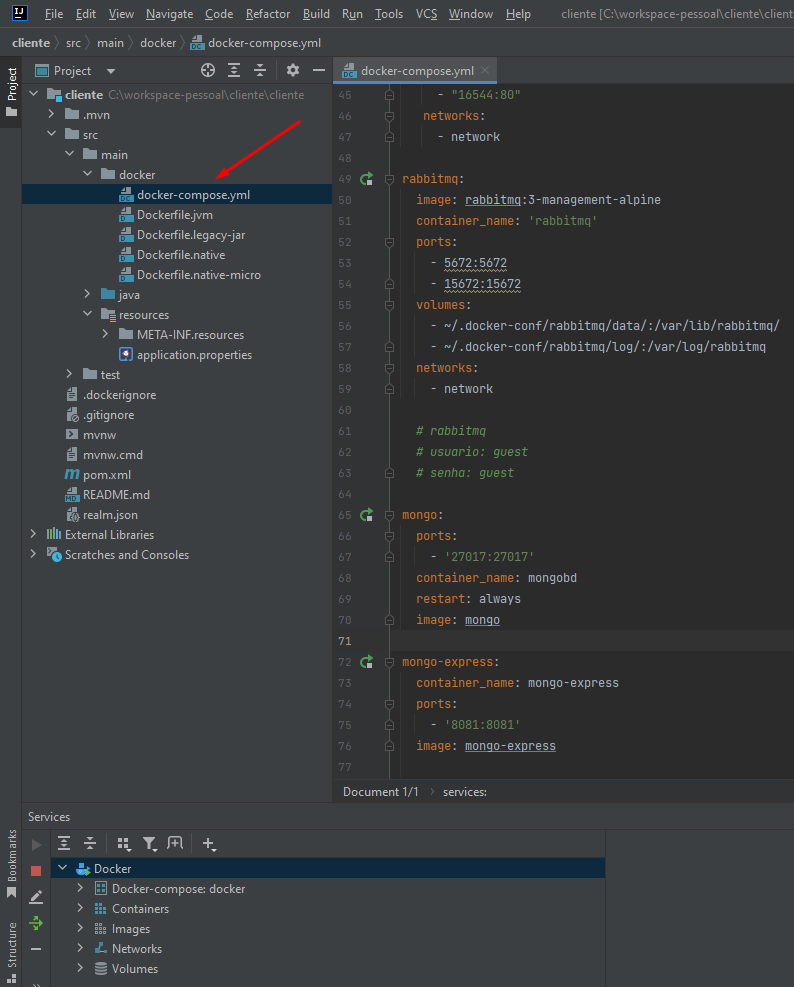 File Edit View Navigate Code Refactor Build Run Tools VCS Window Help cliente [C:\workspace-pessoal\cliente\client
cliente src main docker docker-compose.yml
Project
Project
docker-compose.yml
cliente C:\workspace-pessoal\cliente\cliente
.mvn
src
main
docker
docker-compose.yml
Dockerfile.jvm
Dockerfile.legacy-jar
Dockerfile.native
Dockerfile.native-micro
java
resources
META-INF.resources
application.properties
test
.dockerignore
.gitignore
mvnw
mvnw.cmd
pom.xml
README.md
realm.json
External Libraries
Scratches and Consoles
45 - "16544:80"
46 networks:
47 - network
48
49 rabbitmq:
50 image: rabbitmq:3-management-alpine
51 container_name: 'rabbitmq'
52 ports:
53 - 5672:5672
54 - 15672:15672
55 volumes:
56 - ~/.docker-conf/rabbitmq/data/:/var/lib/rabbitmq/
57 - ~/.docker-conf/rabbitmq/log/:/var/log/rabbitmq
58 networks:
59 - network
60
61 # rabbitmq
62 # usuario: guest
63 # senha: guest
64
65 mongo:
66 ports:
67 - '27017:27017'
68 container_name: mongobd
69 restart: always
70 image: mongo
71
72 mongo-express:
73 container_name: mongo-express
74 ports:
75 - '8081:8081'
76 image: mongo-express
77
Document 1/1 services:
Services
Bookmarks
Structure
Docker
Docker-compose: docker
Containers
Images
Networks
Volumes